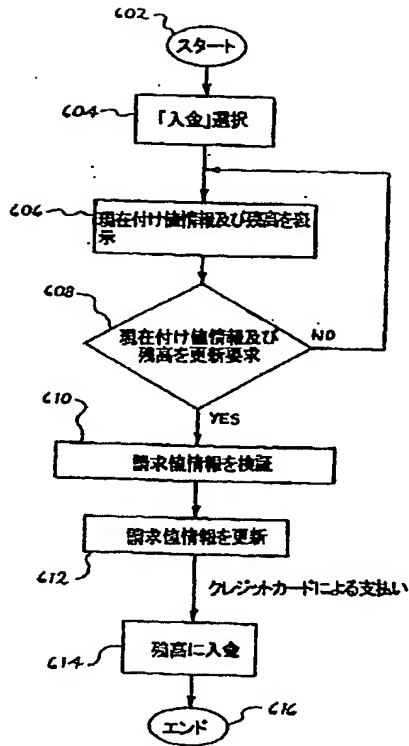 602
スタート
604
「入金」選択
606
現在付け値情報及び残高を表
示
608
現在付け値情報及び
残高を更新要求
NO
YES
610
請求値情報を検証
請求値情報を更新
612
クレジットカードによる支払い
614
残高に入金
エンド
616